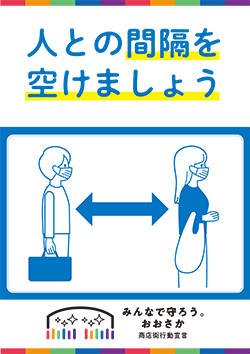 人との間隔を
空けましょう
みんなで守ろう。
おおさか
商店街行動宣言